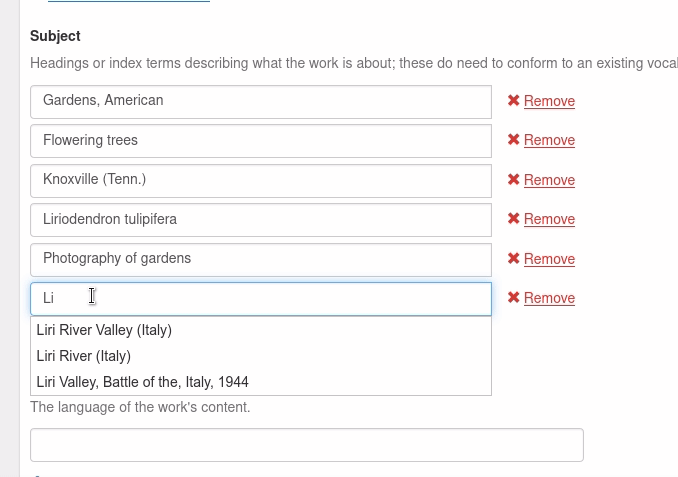 Subject
Headings or index terms describing what the work is about; these do need to conform to an existing
Gardens, American
Remove
Flowering trees
Remove
Knoxville (Tenn.)
Remove
Liriodendron tulipifera
Remove
Photography of gardens
Remove
Li
Remove
Liri River Valley (Italy)
Liri River (Italy)
Liri Valley, Battle of the, Italy, 1944
The language of the work's content.